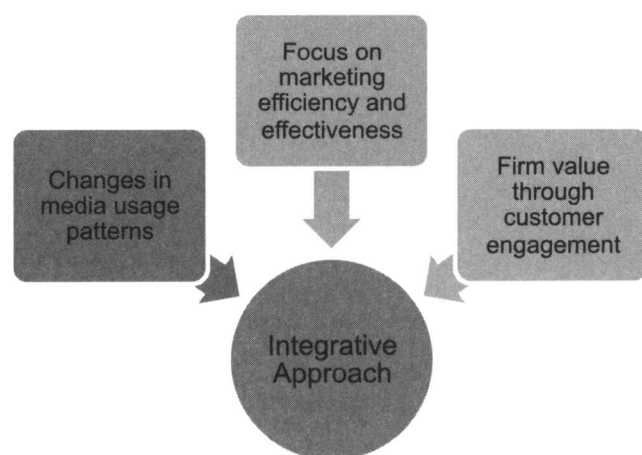 Focus on
marketing
efficiency and
effectiveness
Changes in
media usage
patterns
Firm value
through
customer
engagement
Integrative
Approach